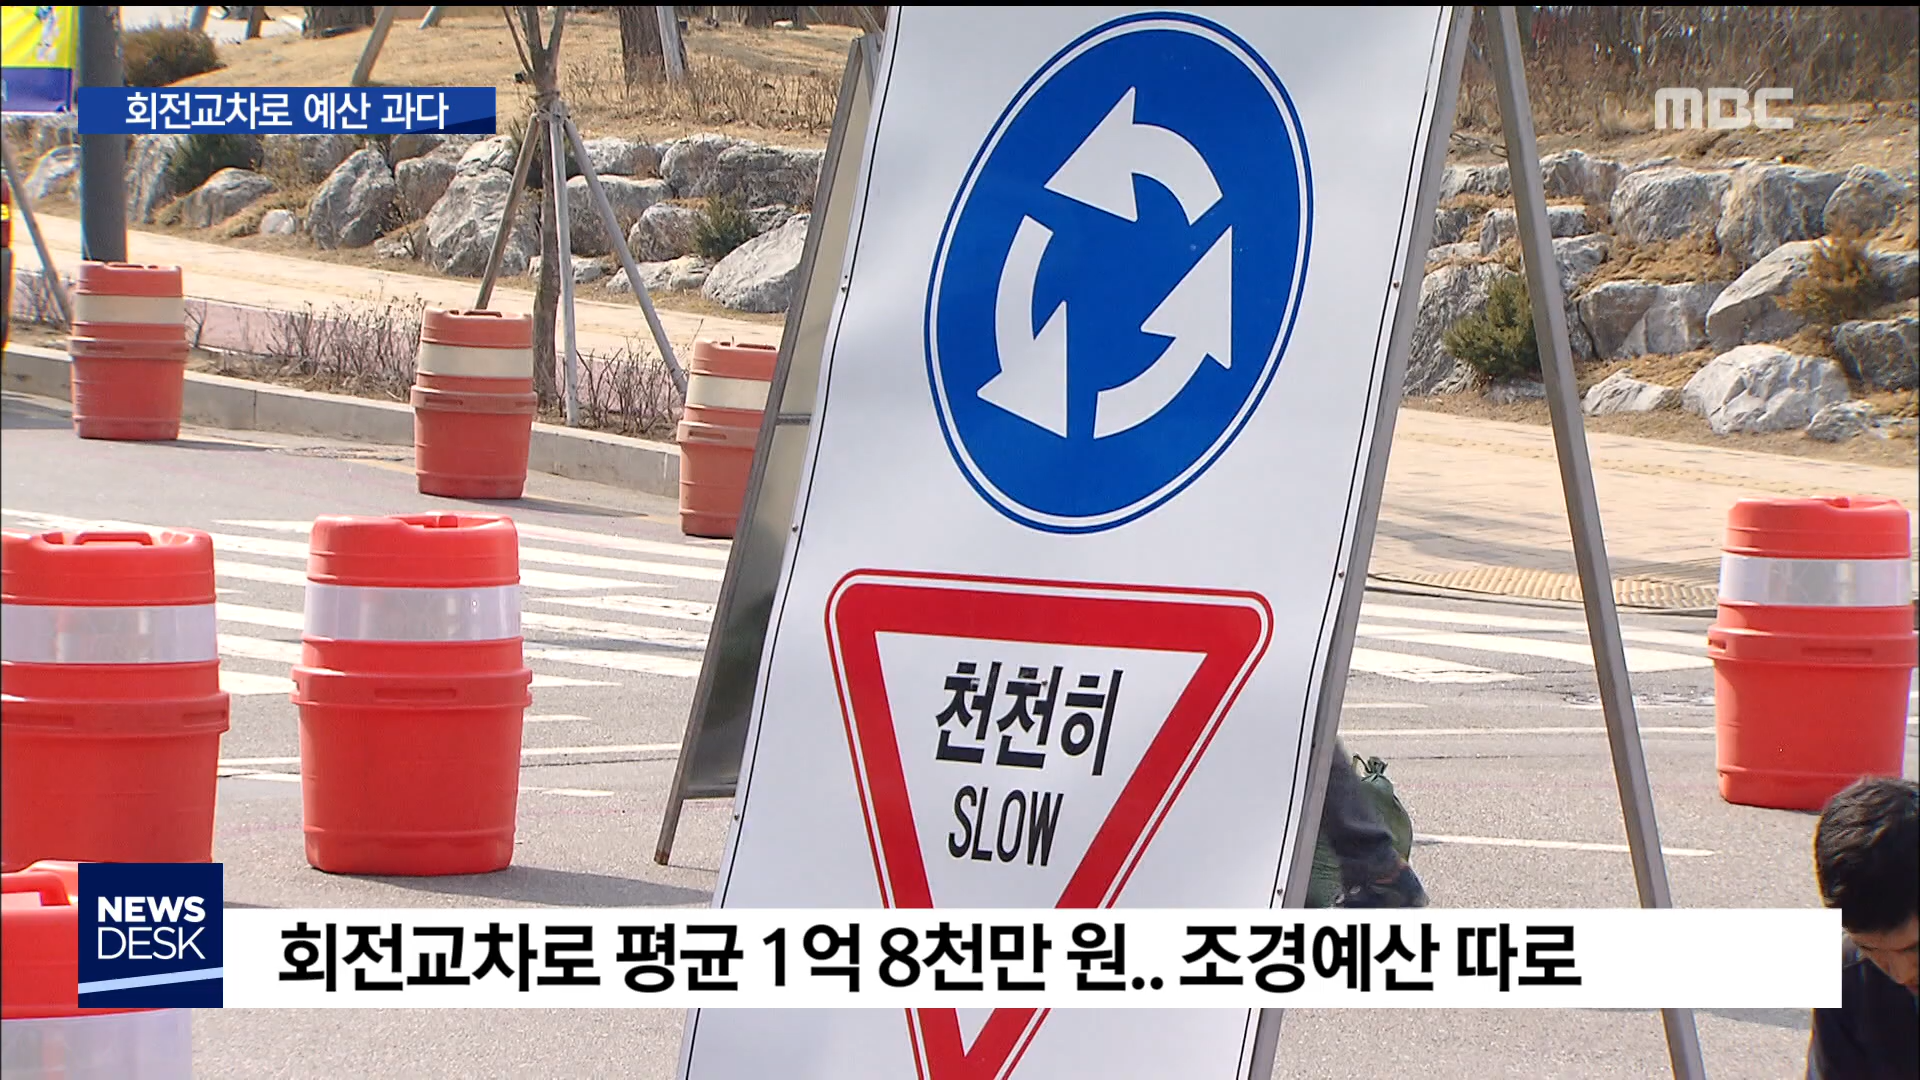 회전교차로 예산 과다
MBC
천천히
SLOW
NEWS
DESK
회전교차로 평균 1억 8천만 원.. 조경예산 따로